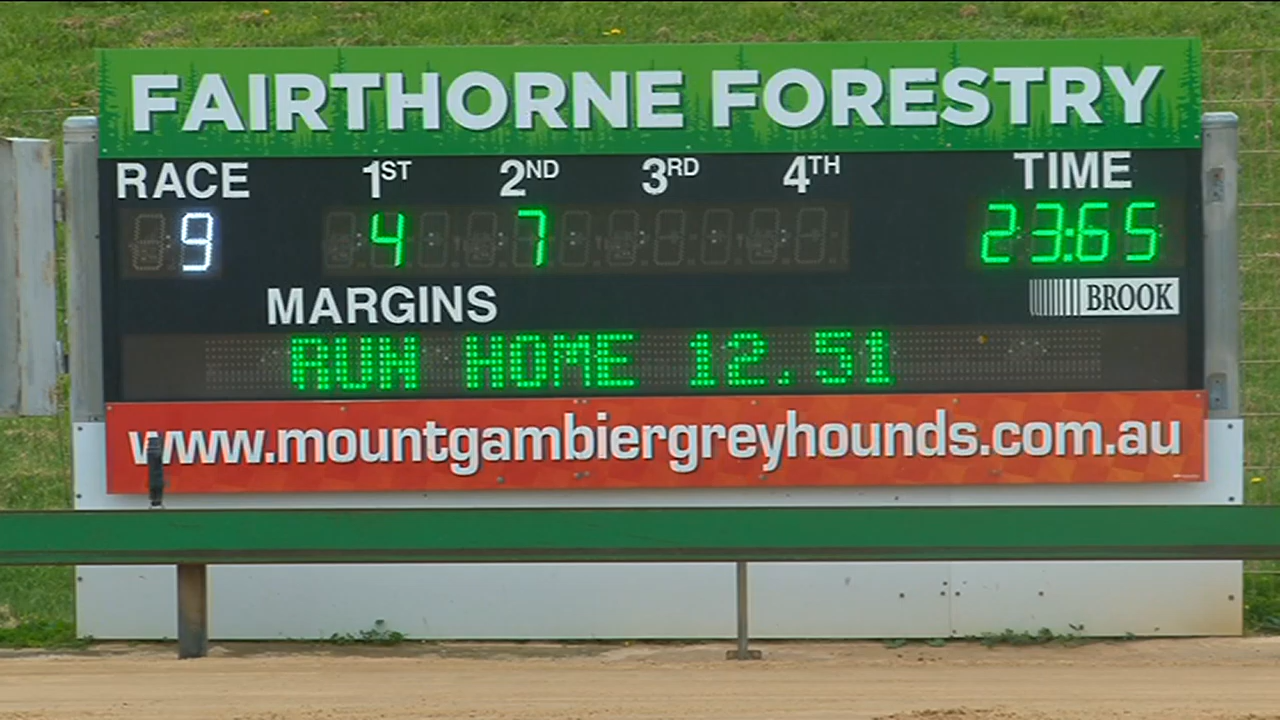 FAIRTHORNE FORESTRY
RACE 1ST 2ND 3RD 4TH TIME
9 4 7 23:65
MARGINS
BROOK
RUN HOME 12.51
www.mountgambiergreyhounds.com.au